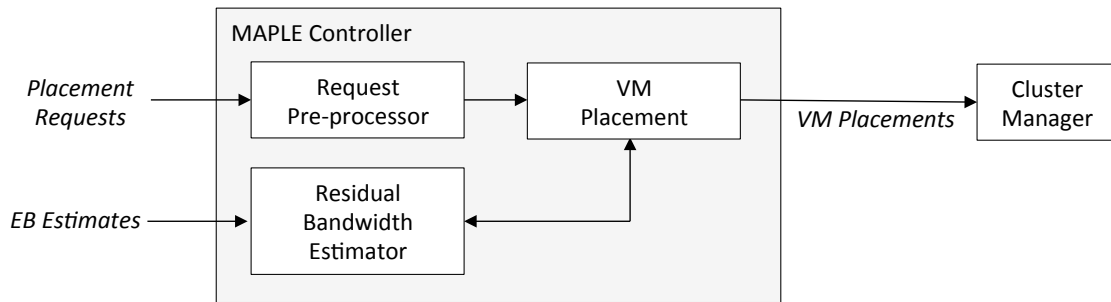 MAPLE Controller
Placement
Requests
Request
Pre-processor
VM
Placement
VM Placements
Cluster
Manager
EB Estimates
Residual
Bandwidth
Estimator